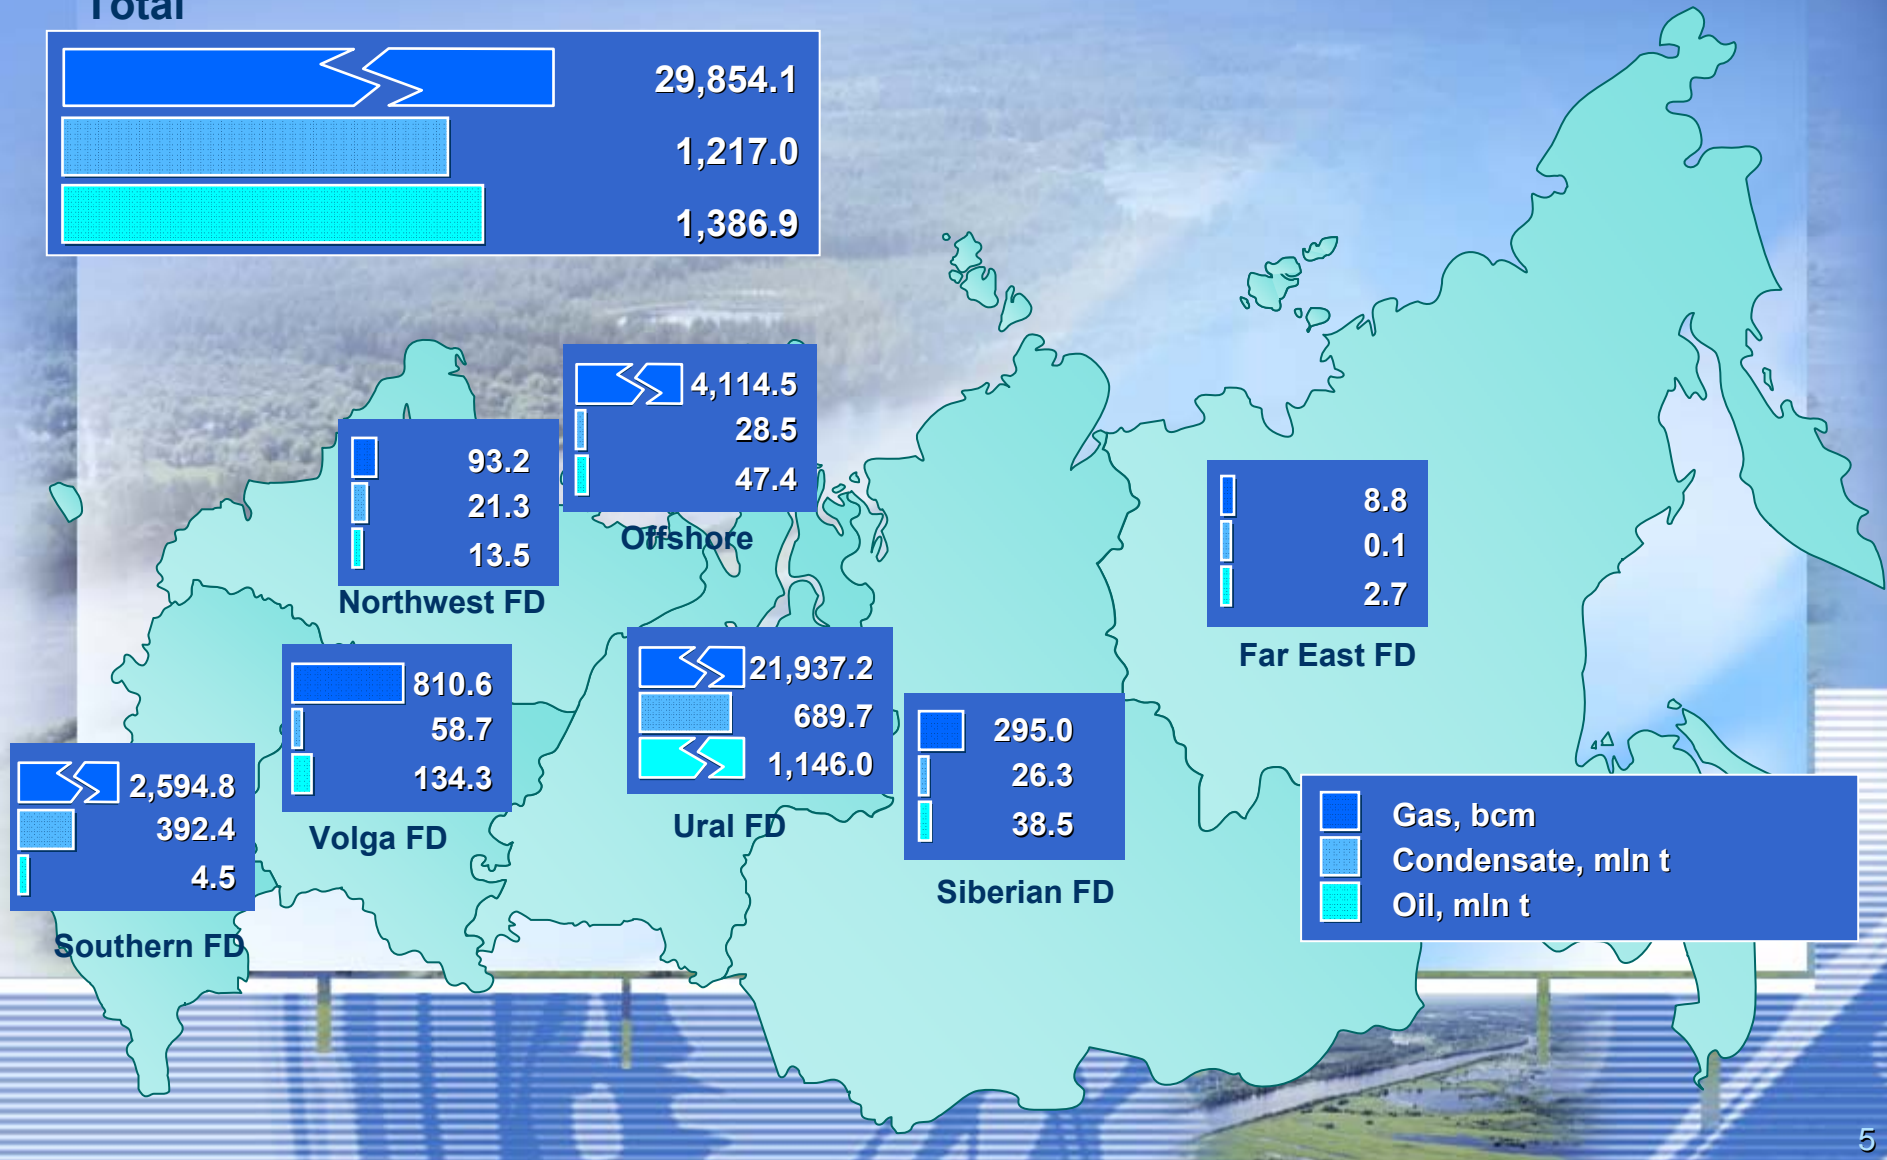 Total
29,854.1
1,217.0
1,386.9
4,114.5
28.5
47.4
Offshore
93.2
21.3
13.5
Northwest FD
8.8
0.1
2.7
Far East FD
810.6
58.7
134.3
Volga FD
21,937.2
689.7
1,146.0
Ural FD
295.0
26.3
38.5
Siberian FD
2,594.8
392.4
4.5
Southern FD
Gas, bcm
Condensate, mln t
Oil, mln t
5